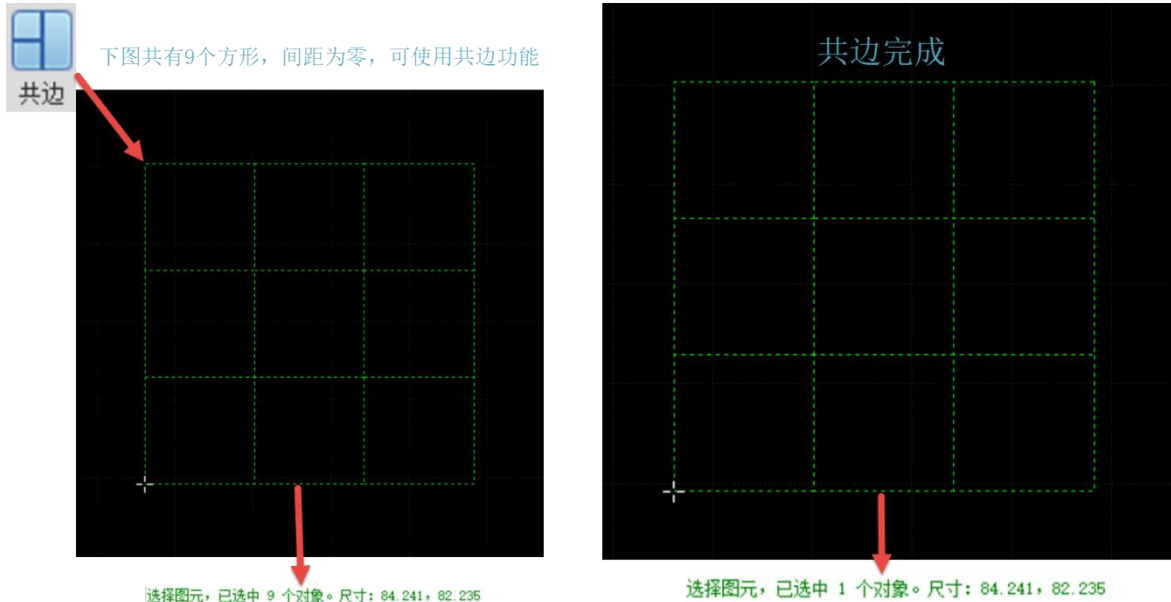 下图共有9个方形，间距为零，可使用共边功能
共边
选择图元，已选中 9 个对象。尺寸：84.241，82.235
共边完成
选择图元，已选中 1 个对象。尺寸：84.241，82.235